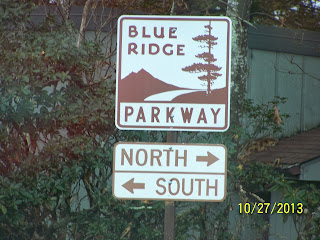 BLUE
RIDGE
PARKWAY
NORTH →
← SOUTH
10/27/2013